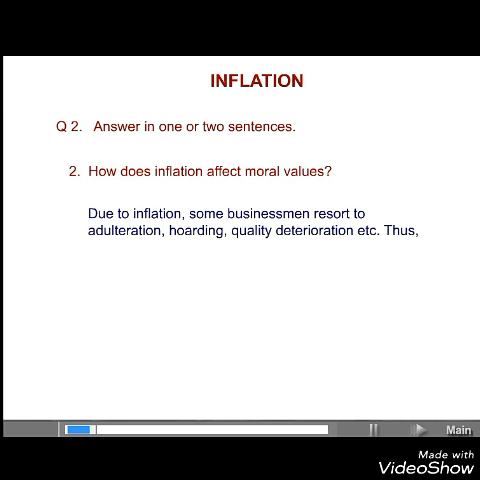 INFLATION
Q 2. Answer in one or two sentences.
2. How does inflation affect moral values?
Due to inflation, some businessmen resort to
adulteration, hoarding, quality deterioration etc. Thus,
Main
Made with
VideoShow